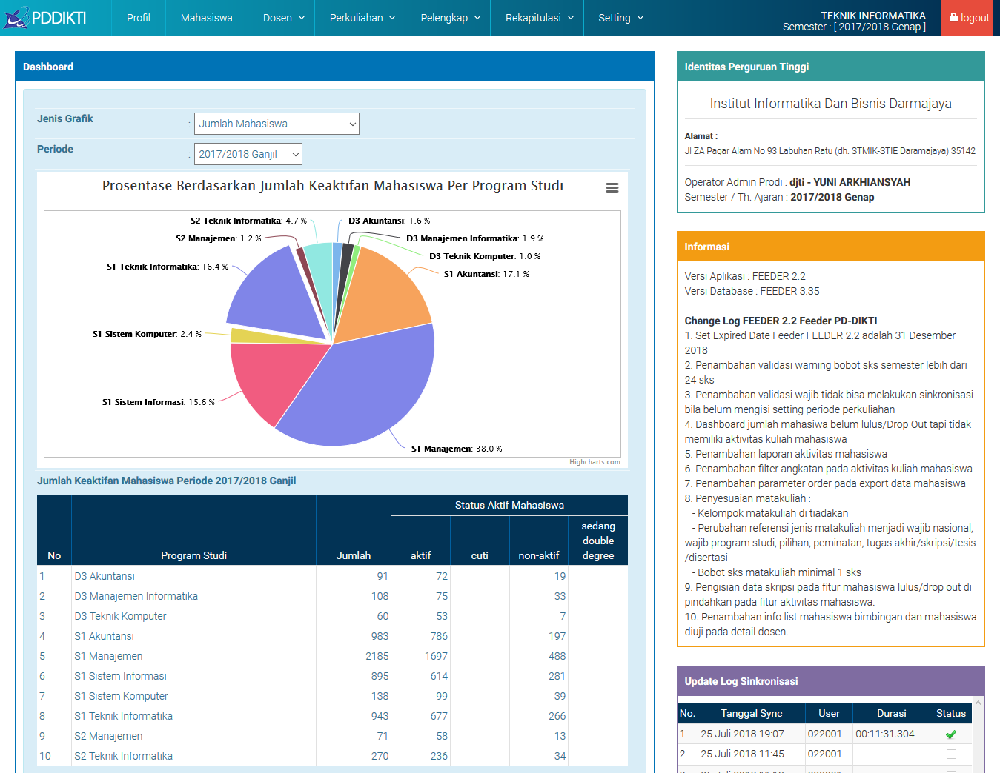 PDDIKTI
Profil
Mahasiswa
Dosen
Perkuliahan
Pelengkap
Rekapitulasi
Setting
TEKNIK INFORMATIKA
Semester : [ 2017/2018 Genap ]
logout
Dashboard
Jenis Grafik
: Jumlah Mahasiswa
Periode
: 2017/2018 Ganjil
Prosentase Berdasarkan Jumlah Keaktifan Mahasiswa Per Program Studi
S2 Teknik Informatika: 4.7 %
D3 Akuntansi: 1.6 %
S2 Manajemen: 1.2 %
D3 Manajemen Informatika: 1.9 %
D3 Teknik Komputer: 1.0 %
S1 Teknik Informatika: 16.4 %
S1 Akuntansi: 17.1 %
S1 Sistem Komputer: 2.4 %
S1 Sistem Informasi: 15.6 %
S1 Manajemen: 38.0 %
Highcharts.com
Jumlah Keaktifan Mahasiswa Periode 2017/2018 Ganjil
Status Aktif Mahasiswa
sedang
double
No Program Studi Jumlah aktif cuti non-aktif degree
1 D3 Akuntansi 91 72 19
2 D3 Manajemen Informatika 108 75 33
3 D3 Teknik Komputer 60 53 7
4 S1 Akuntansi 983 786 197
5 S1 Manajemen 2185 1697 488
6 S1 Sistem Informasi 895 614 281
7 S1 Sistem Komputer 138 99 39
8 S1 Teknik Informatika 943 677 266
9 S2 Manajemen 71 58 13
10 S2 Teknik Informatika 270 236 34
Identitas Perguruan Tinggi
Institut Informatika Dan Bisnis Darmajaya
Alamat :
Jl ZA Pagar Alam No 93 Labuhan Ratu (dh. STMIK-STIE Daramajaya) 35142
Operator Admin Prodi : djti - YUNI ARKHIANSYAH
Semester / Th. Ajaran : 2017/2018 Genap
Informasi
Versi Aplikasi : FEEDER 2.2
Versi Database : FEEDER 3.35
Change Log FEEDER 2.2 Feeder PD-DIKTI
1. Set Expired Date Feeder FEEDER 2.2 adalah 31 Desember
2018
2. Penambahan validasi warning bobot sks semester lebih dari
24 sks
3. Penambahan validasi wajib tidak bisa melakukan sinkronisasi
bila belum mengisi setting periode perkuliahan
4. Dashboard jumlah mahasiwa belum lulus/Drop Out tapi tidak
memiliki aktivitas kuliah mahasiswa
5. Penambahan laporan aktivitas mahasiswa
6. Penambahan filter angkatan pada aktivitas kuliah mahasiswa
7. Penambahan parameter order pada export data mahasiswa
8. Penyesuaian matakuliah :
- Kelompok matakuliah di tiadakan
- Perubahan referensi jenis matakuliah menjadi wajib nasional,
wajib program studi, pilihan, peminatan, tugas akhir/skripsi/tesis
/disertasi
- Bobot sks matakuliah minimal 1 sks
9. Pengisian data skripsi pada fitur mahasiswa lulus/drop out di
pindahkan pada fitur aktivitas mahasiswa.
10. Penambahan info list mahasiswa bimbingan dan mahasiswa
diuji pada detail dosen.
Update Log Sinkronisasi
No. Tanggal Sync User Durasi Status
1 25 Juli 2018 19:07 022001 00:11:31.304
2 25 Juli 2018 11:45 022001